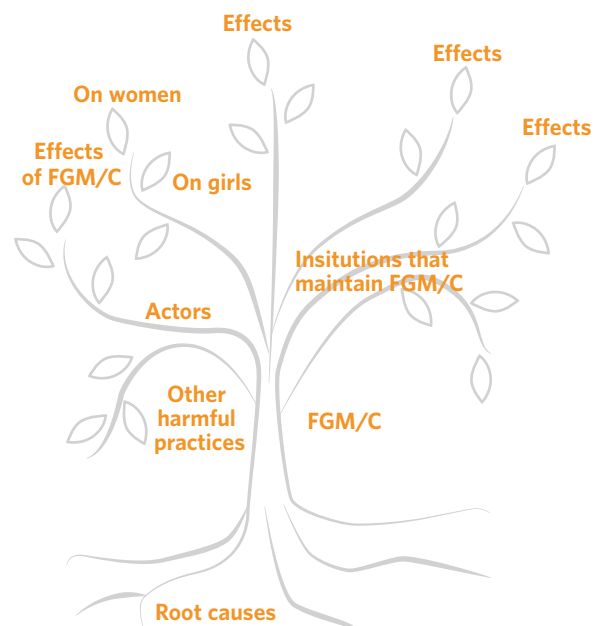 Effects
Effects
On women
Effects
Effects
of FGM/C
On girls
Insitutions that
maintain FGM/C
Actors
Other
harmful
practices
FGM/C
Root causes